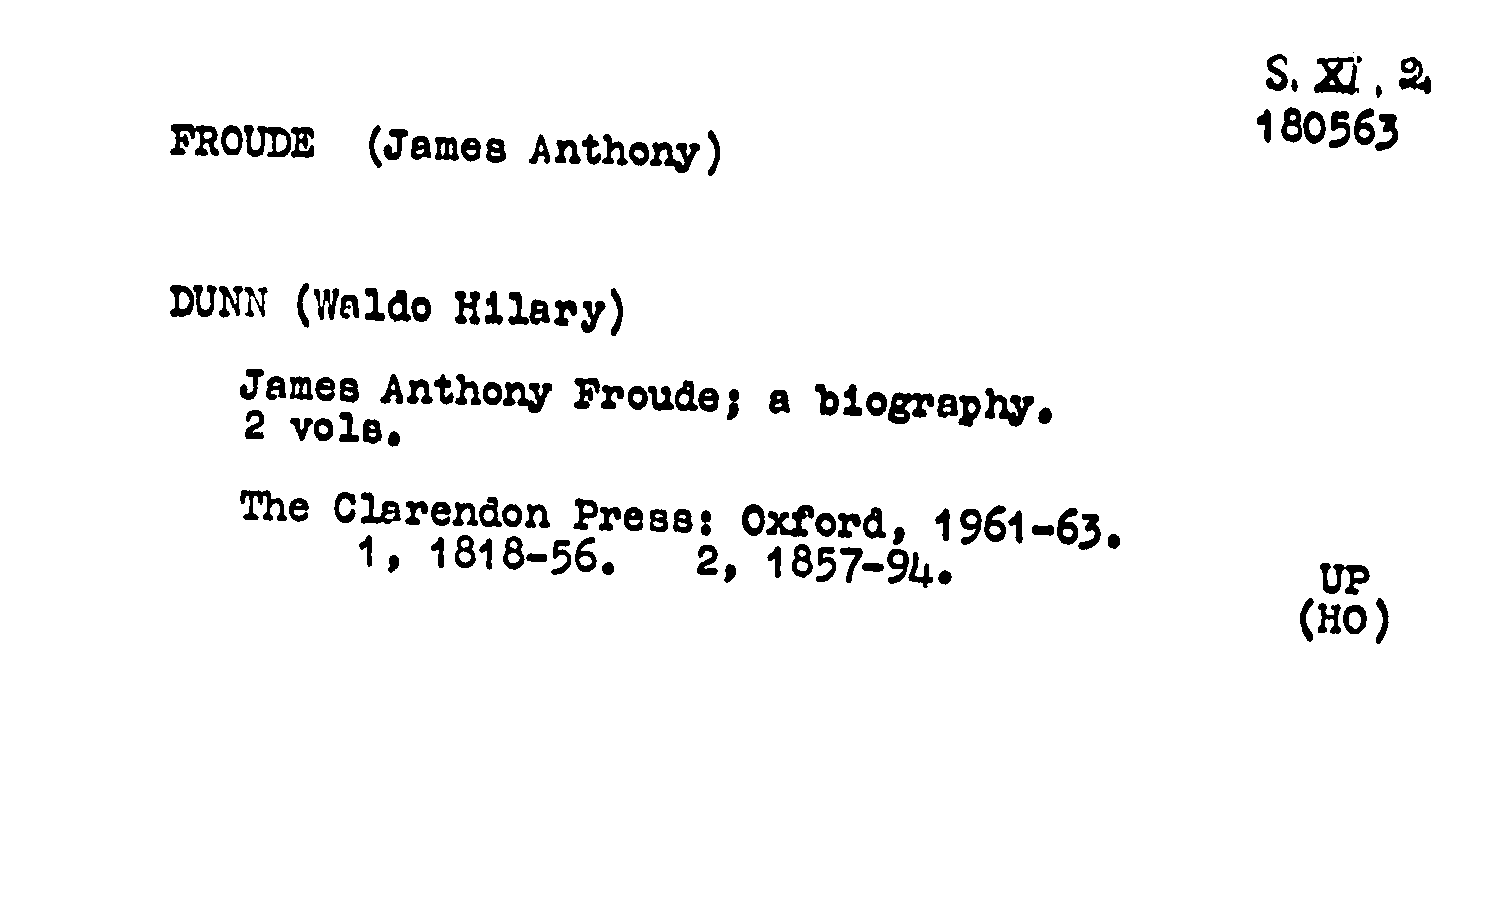 S. XI. 2
180563
FROUDE (James Anthony)
DUNN (Waldo Hilary)
James Anthony Froude; a biography.
2 vols.
The Clarendon Press: Oxford, 1961-63.
1, 1818-56. 2, 1857-94.
UP
(HO)